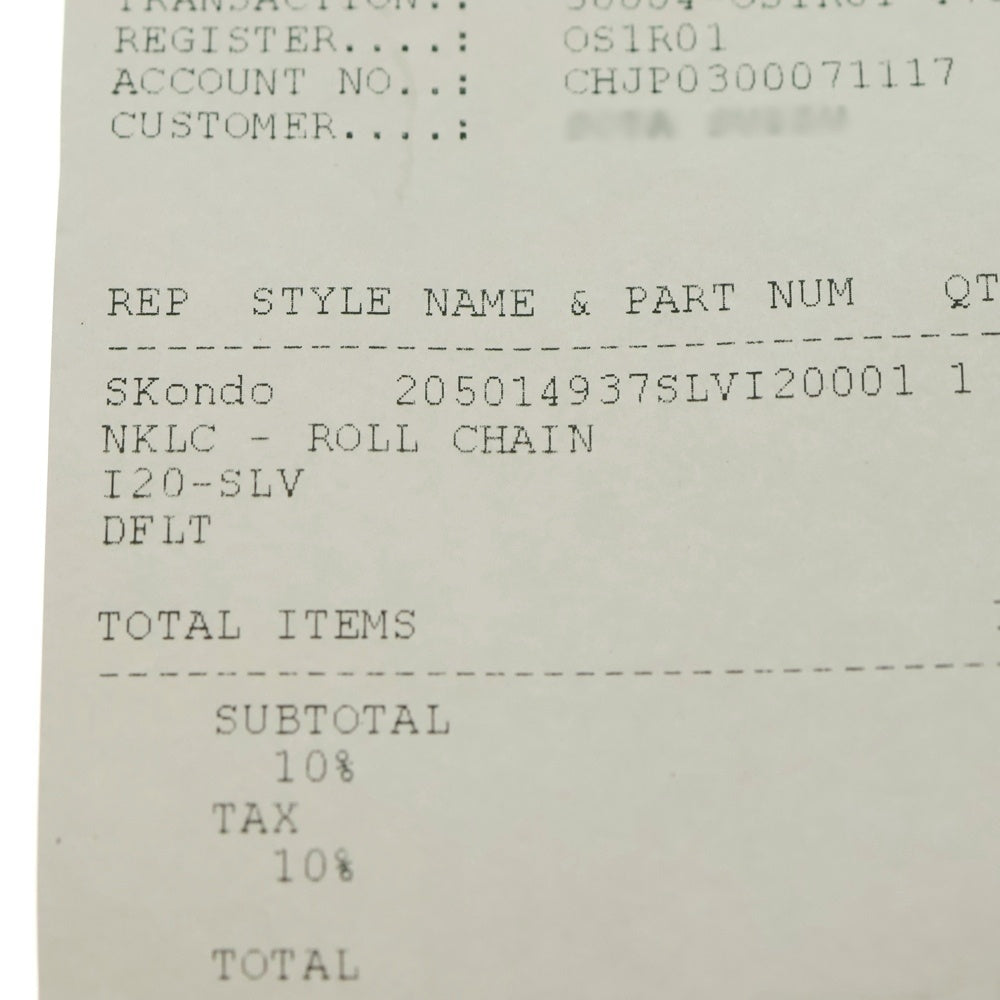 REGISTER....: OS1R01
ACCOUNT NO..: CHJP0300071117
CUSTOMER....:
REP STYLE NAME & PART NUM QT
SKondo 205014937SLVI20001 1
NKLC - ROLL CHAIN
I20-SLV
DFLT
TOTAL ITEMS
SUBTOTAL
10%
TAX
10%
TOTAL